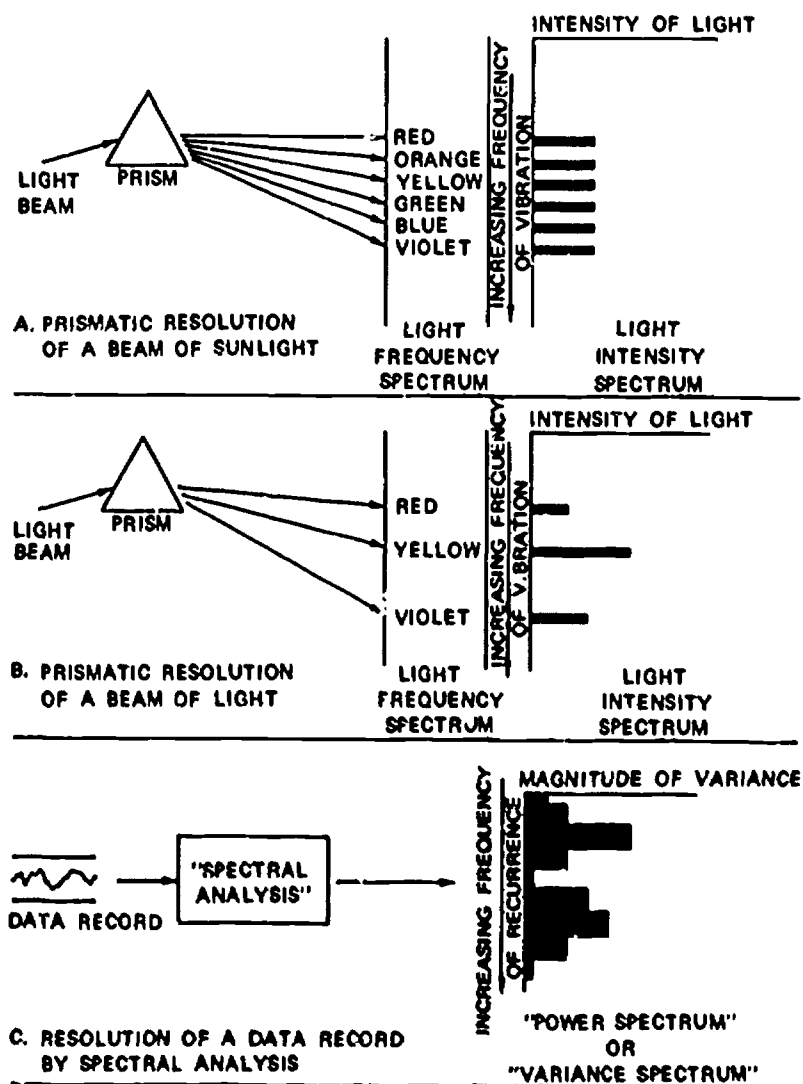 INTENSITY OF LIGHT
RED
ORANGE
YELLOW
GREEN
BLUE
VIOLET
LIGHT
BEAM
PRISM
INCREASING FREQUENCY
OF VIBRATION
A. PRISMATIC RESOLUTION
OF A BEAM OF SUNLIGHT
LIGHT
FREQUENCY
SPECTRUM
LIGHT
INTENSITY
SPECTRUM
INTENSITY OF LIGHT
RED
YELLOW
VIOLET
LIGHT
BEAM
PRISM
INCREASING FREQUENCY
OF V.BRATION
B. PRISMATIC RESOLUTION
OF A BEAM OF LIGHT
LIGHT
FREQUENCY
SPECTRUM
LIGHT
INTENSITY
SPECTRUM
MAGNITUDE OF VARIANCE
DATA RECORD
"SPECTRAL
ANALYSIS"
INCREASING FREQUENCY
OF RECURRENCE
C. RESOLUTION OF A DATA RECORD
BY SPECTRAL ANALYSIS
"POWER SPECTRUM"
OR
"VARIANCE SPECTRUM"